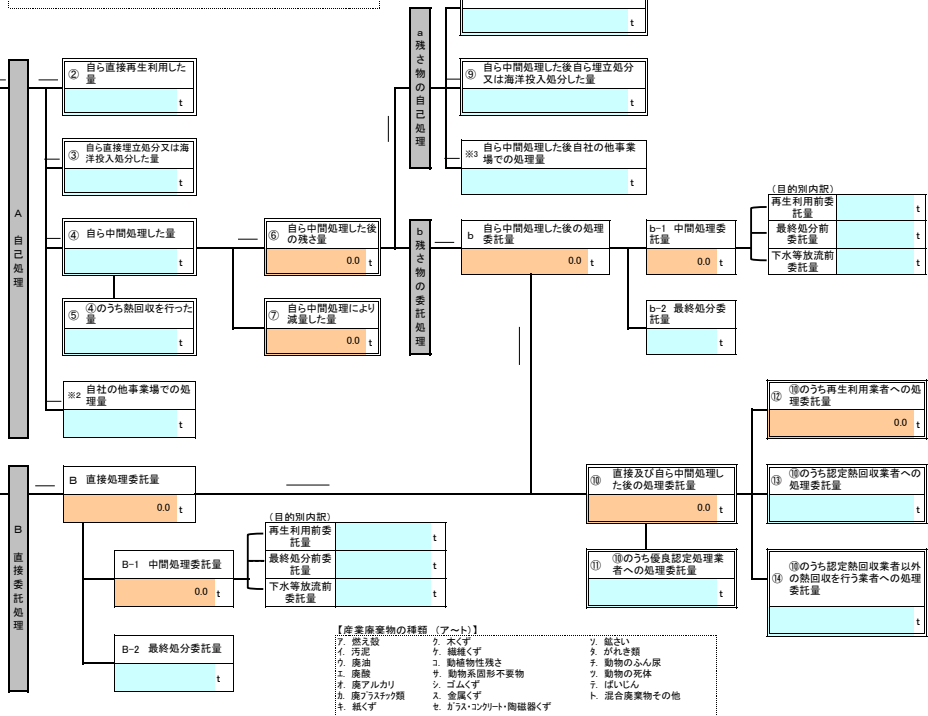 t
a 残さ物の自己処理
② 自ら直接再生利用した
量
t
⑨ 自ら中間処理した後自ら埋立処分
又は海洋投入処分した量
t
③ 自ら直接埋立処分又は海
洋投入処分した量
t
※3 自ら中間処理した後自社の他事業
場での処理量
t
A 自己処理
④ 自ら中間処理した量
t
⑥ 自ら中間処理した後
の残さ量
0.0 t
b 残さ物の委託処理
b 自ら中間処理した後の処理
委託量
0.0 t
b-1 中間処理委
託量
0.0 t
(目的別内訳)
再生利用前委
託量
t
最終処分前
委託量
t
下水等放流前
委託量
t
⑤ ④のうち熱回収を行った
量
t
⑦ 自ら中間処理により
減量した量
0.0 t
b-2 最終処分委
託量
t
※2 自社の他事業場での処
理量
t
⑫ ⑩のうち再生利用業者への処
理委託量
0.0 t
B 直接委託処理
B 直接処理委託量
0.0 t
⑩ 直接及び自ら中間処理し
た後の処理委託量
0.0 t
⑬ ⑩のうち認定熱回収業者への
処理委託量
t
(目的別内訳)
再生利用前委
託量
t
最終処分前委
託量
t
下水等放流前
委託量
t
B-1 中間処理委託量
0.0 t
⑪ ⑩のうち優良認定処理業
者への処理委託量
t
⑭ ⑩のうち認定熱回収業者以外
の熱回収を行う業者への処理
委託量
t
B-2 最終処分委託量
t
【産業廃棄物の種類 (ア～ト)】
ア. 燃え殻 ク. 木くず ソ. 鉱さい
イ. 汚泥 ケ. 繊維くず タ. がれき類
ウ. 廃油 コ. 動植物性残さ チ. 動物のふん尿
エ. 廃酸 サ. 動物系固形不要物 ツ. 動物の死体
オ. 廃アルカリ シ. ゴムくず テ. ばいじん
カ. 廃プラスチック類 ス. 金属くず ト. 混合廃棄物その他
キ. 紙くず セ. ガラス・コンクリート・陶磁器くず